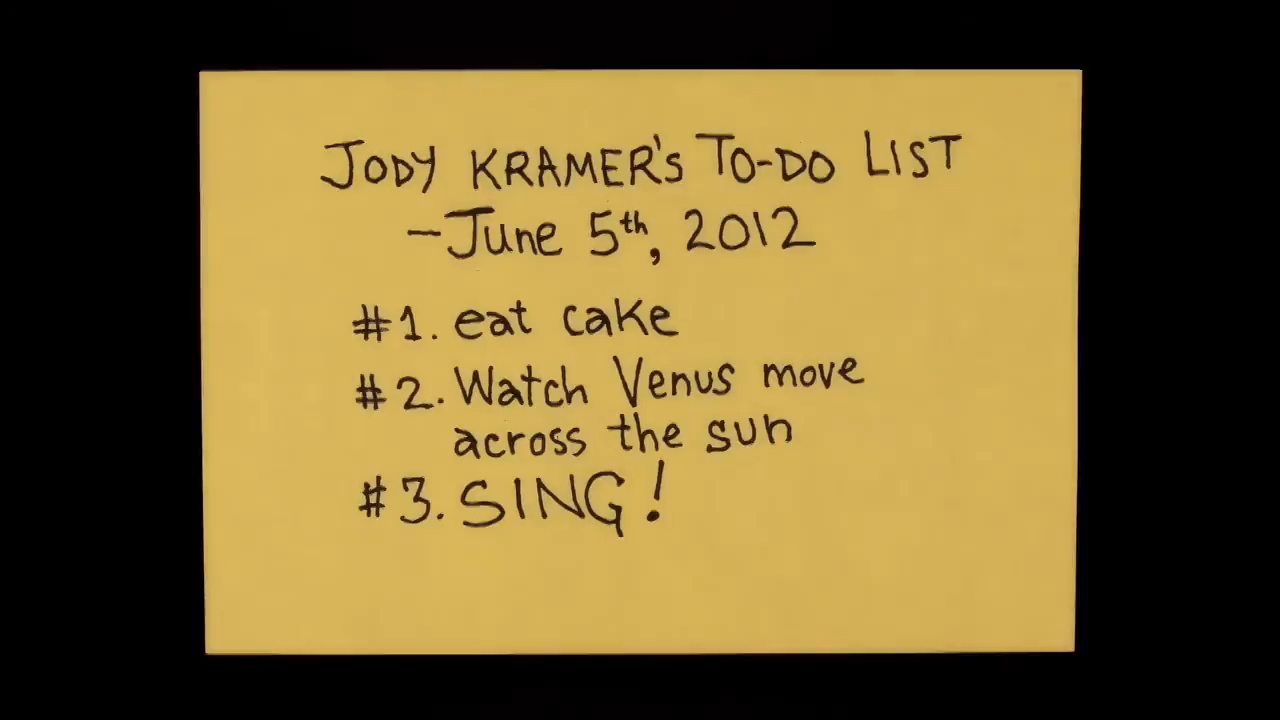 JODY KRAMER'S TO-DO LIST
-June 5th, 2012
#1. eat cake
#2. Watch Venus move
across the sun
#3. SING!